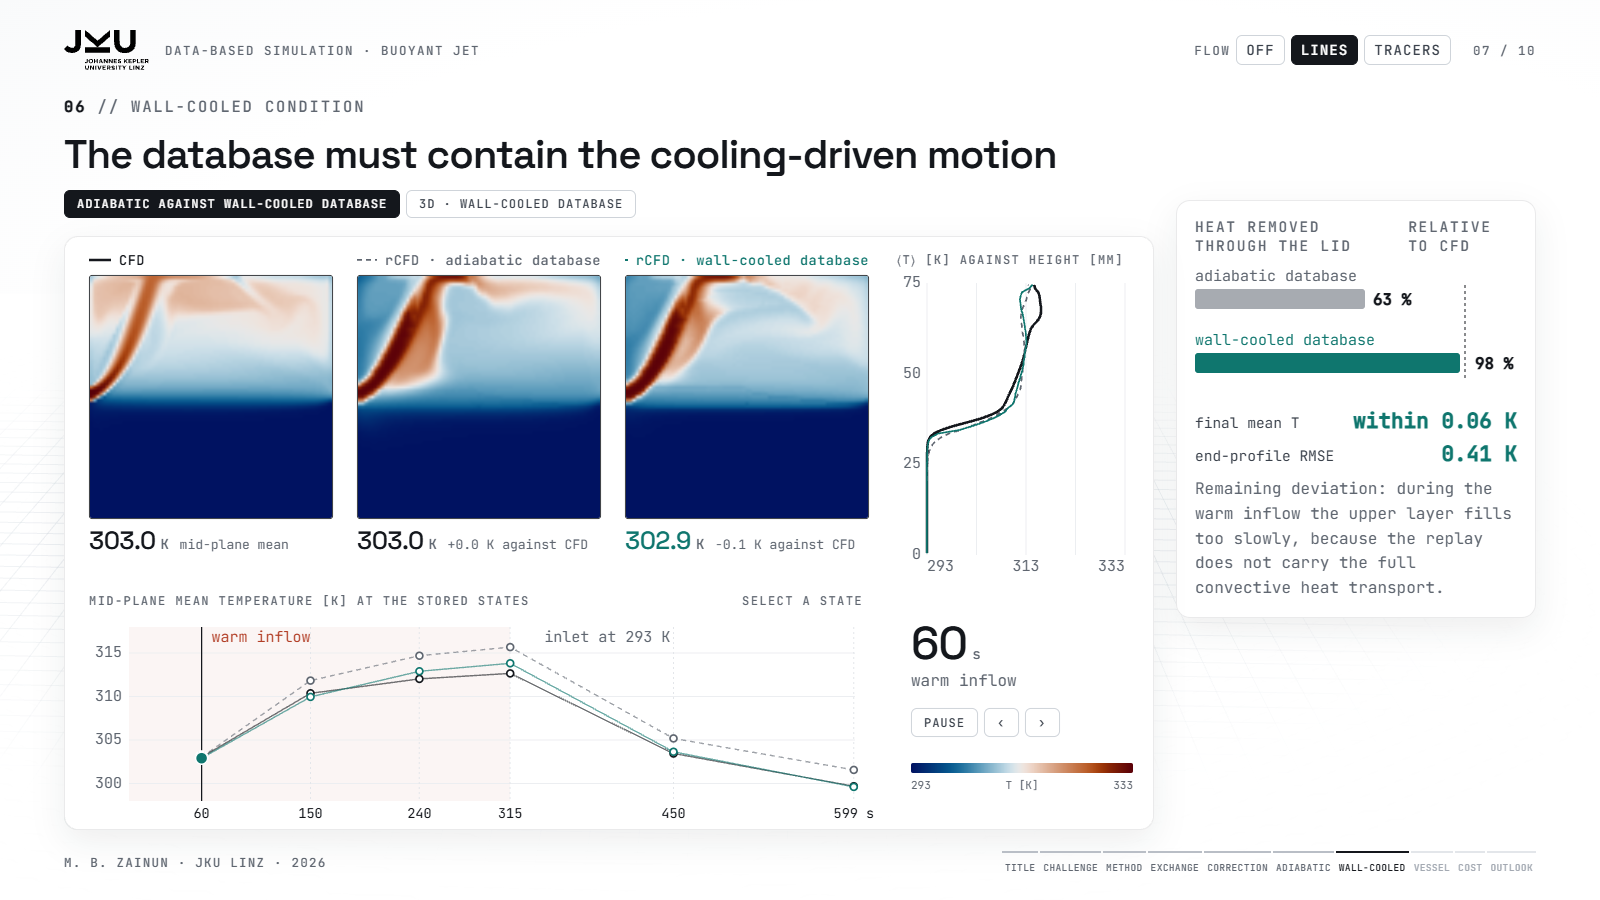 JKU
JOHANNES KEPLER
UNIVERSITY LINZ
DATA-BASED SIMULATION · BUOYANT JET
FLOW OFF LINES TRACERS 07 / 10
06 // WALL-COOLED CONDITION
The database must contain the cooling-driven motion
ADIABATIC AGAINST WALL-COOLED DATABASE
3D · WALL-COOLED DATABASE
CFD
rCFD · adiabatic database
rCFD · wall-cooled database
⟨T⟩ [K] AGAINST HEIGHT [MM]
75
50
25
0
293 313 333
303.0 K mid-plane mean
303.0 K +0.0 K against CFD
302.9 K -0.1 K against CFD
MID-PLANE MEAN TEMPERATURE [K] AT THE STORED STATES
SELECT A STATE
warm inflow
inlet at 293 K
315
310
305
300
60 150 240 315 450 599 s
60 s
warm inflow
PAUSE ‹ ›
293 T [K] 333
HEAT REMOVED
THROUGH THE LID
RELATIVE
TO CFD
adiabatic database
63 %
wall-cooled database
98 %
final mean T within 0.06 K
end-profile RMSE 0.41 K
Remaining deviation: during the
warm inflow the upper layer fills
too slowly, because the replay
does not carry the full
convective heat transport.
M. B. ZAINUN · JKU LINZ · 2026
TITLE CHALLENGE METHOD EXCHANGE CORRECTION ADIABATIC WALL-COOLED VESSEL COST OUTLOOK